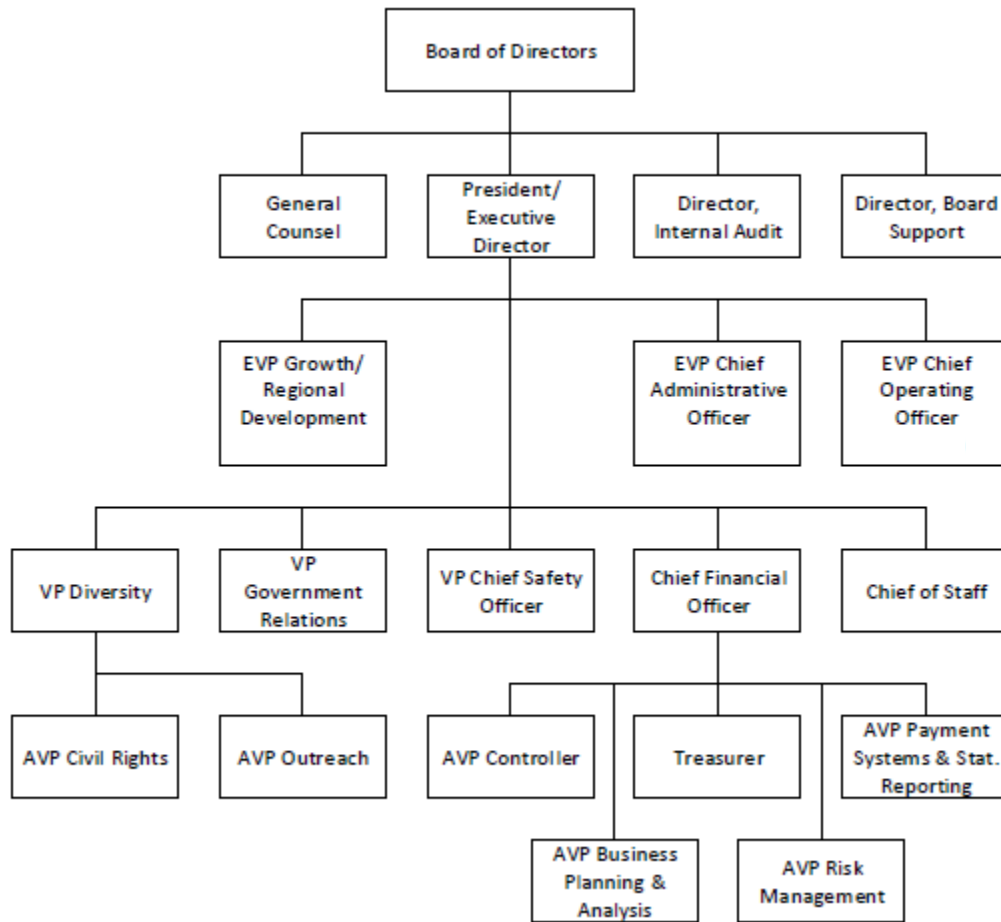 Board of Directors
General
Counsel
President/
Executive
Director
Director,
Internal Audit
Director, Board
Support
EVP Growth/
Regional
Development
EVP Chief
Administrative
Officer
EVP Chief
Operating
Officer
VP Diversity
VP
Government
Relations
VP Chief Safety
Officer
Chief Financial
Officer
Chief of Staff
AVP Civil Rights
AVP Outreach
AVP Controller
Treasurer
AVP Payment
Systems & Stat.
Reporting
AVP Business
Planning &
Analysis
AVP Risk
Management